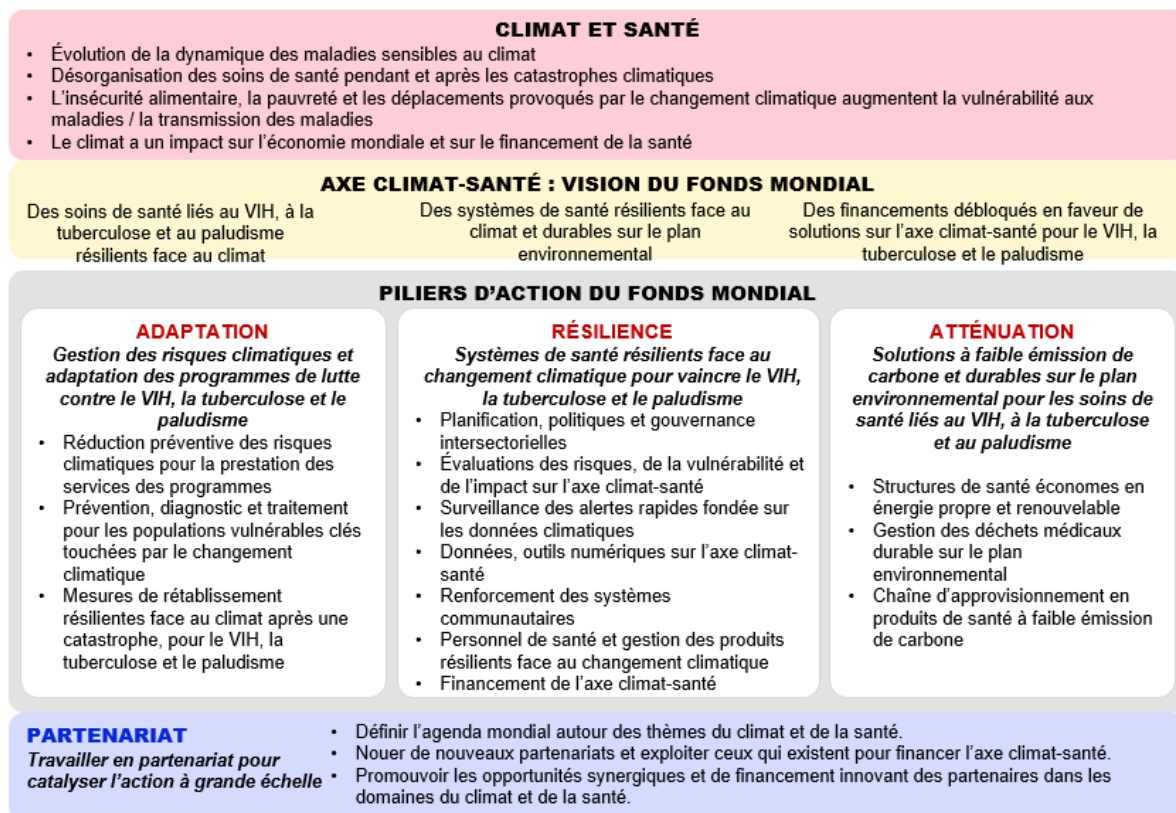 CLIMAT ET SANTÉ
• Évolution de la dynamique des maladies sensibles au climat
• Désorganisation des soins de santé pendant et après les catastrophes climatiques
• L’insécurité alimentaire, la pauvreté et les déplacements provoqués par le changement climatique augmentent la vulnérabilité aux
maladies / la transmission des maladies
• Le climat a un impact sur l’économie mondiale et sur le financement de la santé
AXE CLIMAT-SANTÉ : VISION DU FONDS MONDIAL
Des soins de santé liés au VIH, à la
tuberculose et au paludisme
résilients face au climat
Des systèmes de santé résilients face au
climat et durables sur le plan
environnemental
Des financements débloqués en faveur de
solutions sur l’axe climat-santé pour le VIH, la
tuberculose et le paludisme
PILIERS D’ACTION DU FONDS MONDIAL
ADAPTATION
Gestion des risques climatiques et
adaptation des programmes de lutte
contre le VIH, la tuberculose et le
paludisme
• Réduction préventive des risques
climatiques pour la prestation des
services des programmes
• Prévention, diagnostic et traitement
pour les populations vulnérables clés
touchées par le changement
climatique
• Mesures de rétablissement
résilientes face au climat après une
catastrophe, pour le VIH, la
tuberculose et le paludisme
RÉSILIENCE
Systèmes de santé résilients face au
changement climatique pour vaincre le VIH,
la tuberculose et le paludisme
• Planification, politiques et gouvernance
intersectorielles
• Évaluations des risques, de la vulnérabilité et
de l’impact sur l’axe climat-santé
• Surveillance des alertes rapides fondée sur
les données climatiques
• Données, outils numériques sur l’axe climat-
santé
• Renforcement des systèmes
communautaires
• Personnel de santé et gestion des produits
résilients face au changement climatique
• Financement de l’axe climat-santé
ATTÉNUATION
Solutions à faible émission de
carbone et durables sur le plan
environnemental pour les soins de
santé liés au VIH, à la tuberculose
et au paludisme
• Structures de santé économes en
énergie propre et renouvelable
• Gestion des déchets médicaux
durable sur le plan
environnemental
• Chaîne d’approvisionnement en
produits de santé à faible émission
de carbone
PARTENARIAT
Travailler en partenariat pour
catalyser l’action à grande échelle
• Définir l’agenda mondial autour des thèmes du climat et de la santé.
• Nouer de nouveaux partenariats et exploiter ceux qui existent pour financer l’axe climat-santé.
• Promouvoir les opportunités synergiques et de financement innovant des partenaires dans les
domaines du climat et de la santé.